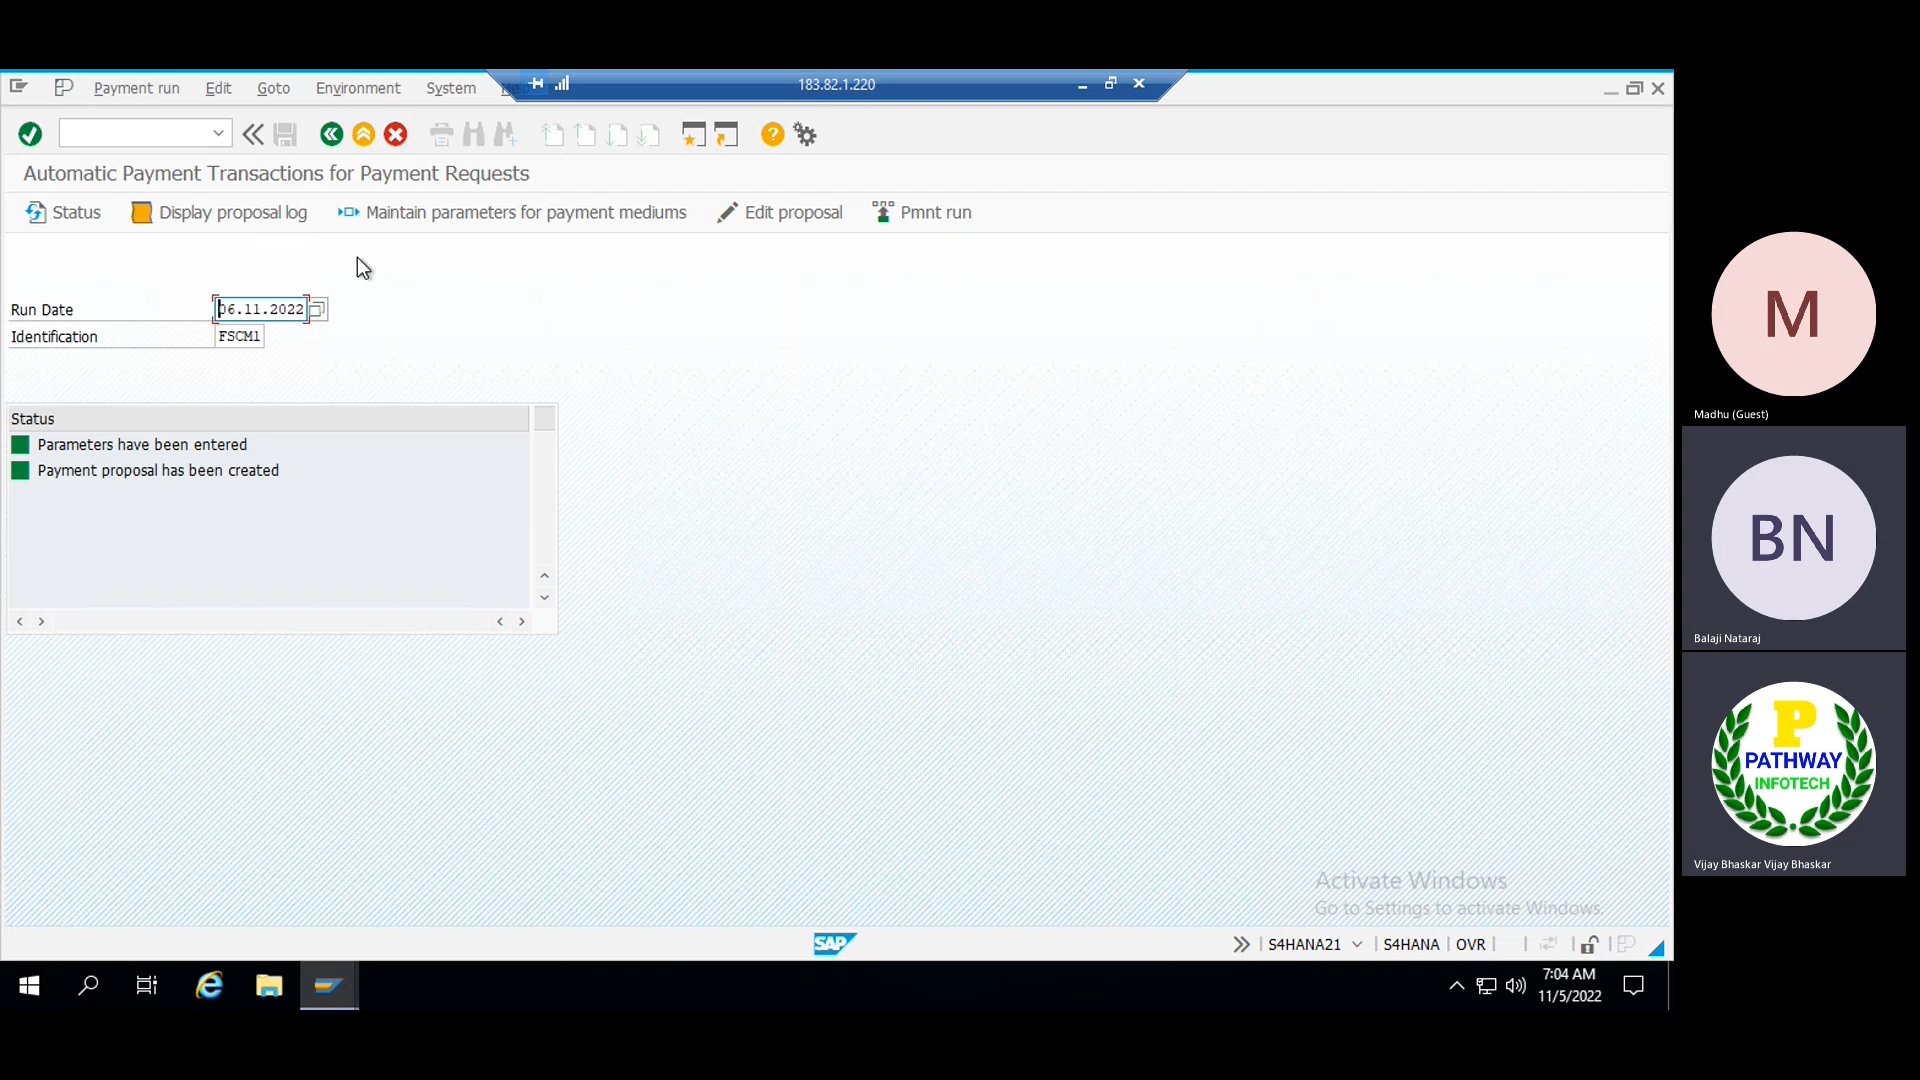 Payment run Edit Goto Environment System
183.82.1.220
Automatic Payment Transactions for Payment Requests
Status Display proposal log Maintain parameters for payment mediums Edit proposal Pmnt run
Run Date 06.11.2022
Identification FSCM1
Status
Parameters have been entered
Payment proposal has been created
M
Madhu (Guest)
BN
Balaji Nataraj
P
PATHWAY
INFOTECH
Vijay Bhaskar Vijay Bhaskar
Activate Windows
Go to Settings to activate Windows.
SAP
S4HANA21 S4HANA OVR
7:04 AM
11/5/2022